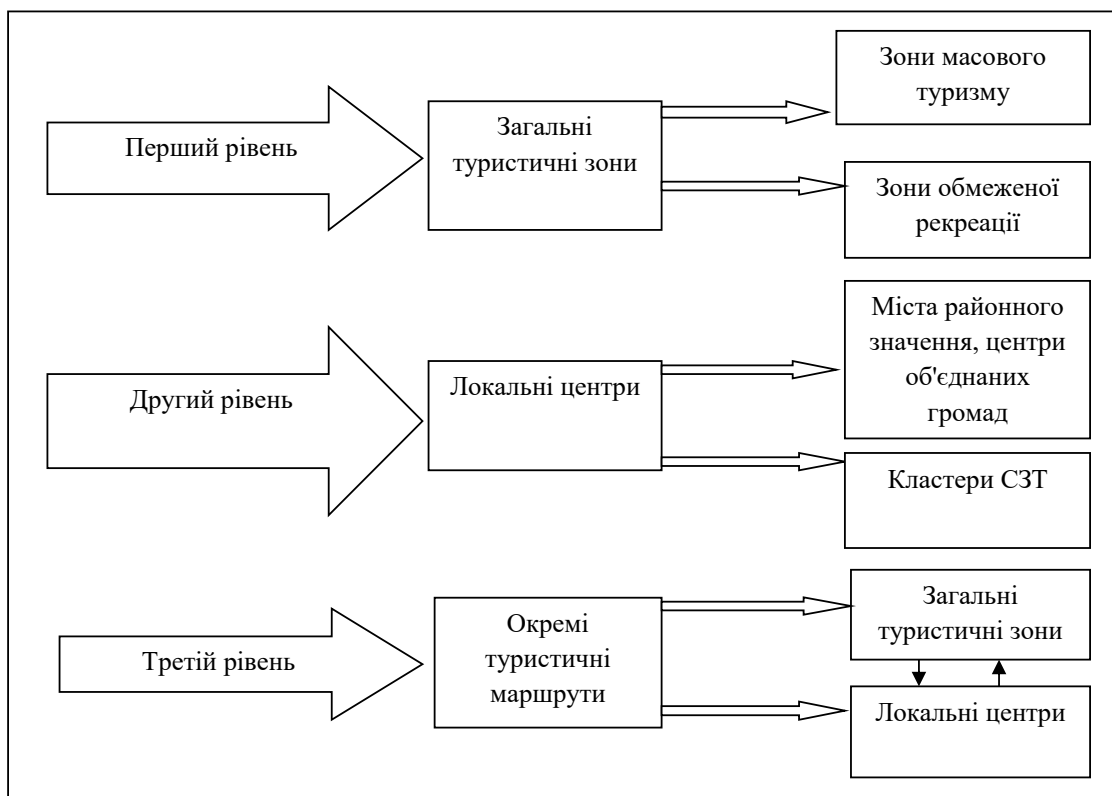 Перший рівень
Загальні
туристичні зони
Зони масового
туризму
Зони обмеженої
рекреації
Другий рівень
Локальні центри
Міста районного
значення, центри
об'єднаних
громад
Кластери СЗТ
Третій рівень
Окремі
туристичні
маршрути
Загальні
туристичні зони
Локальні центри